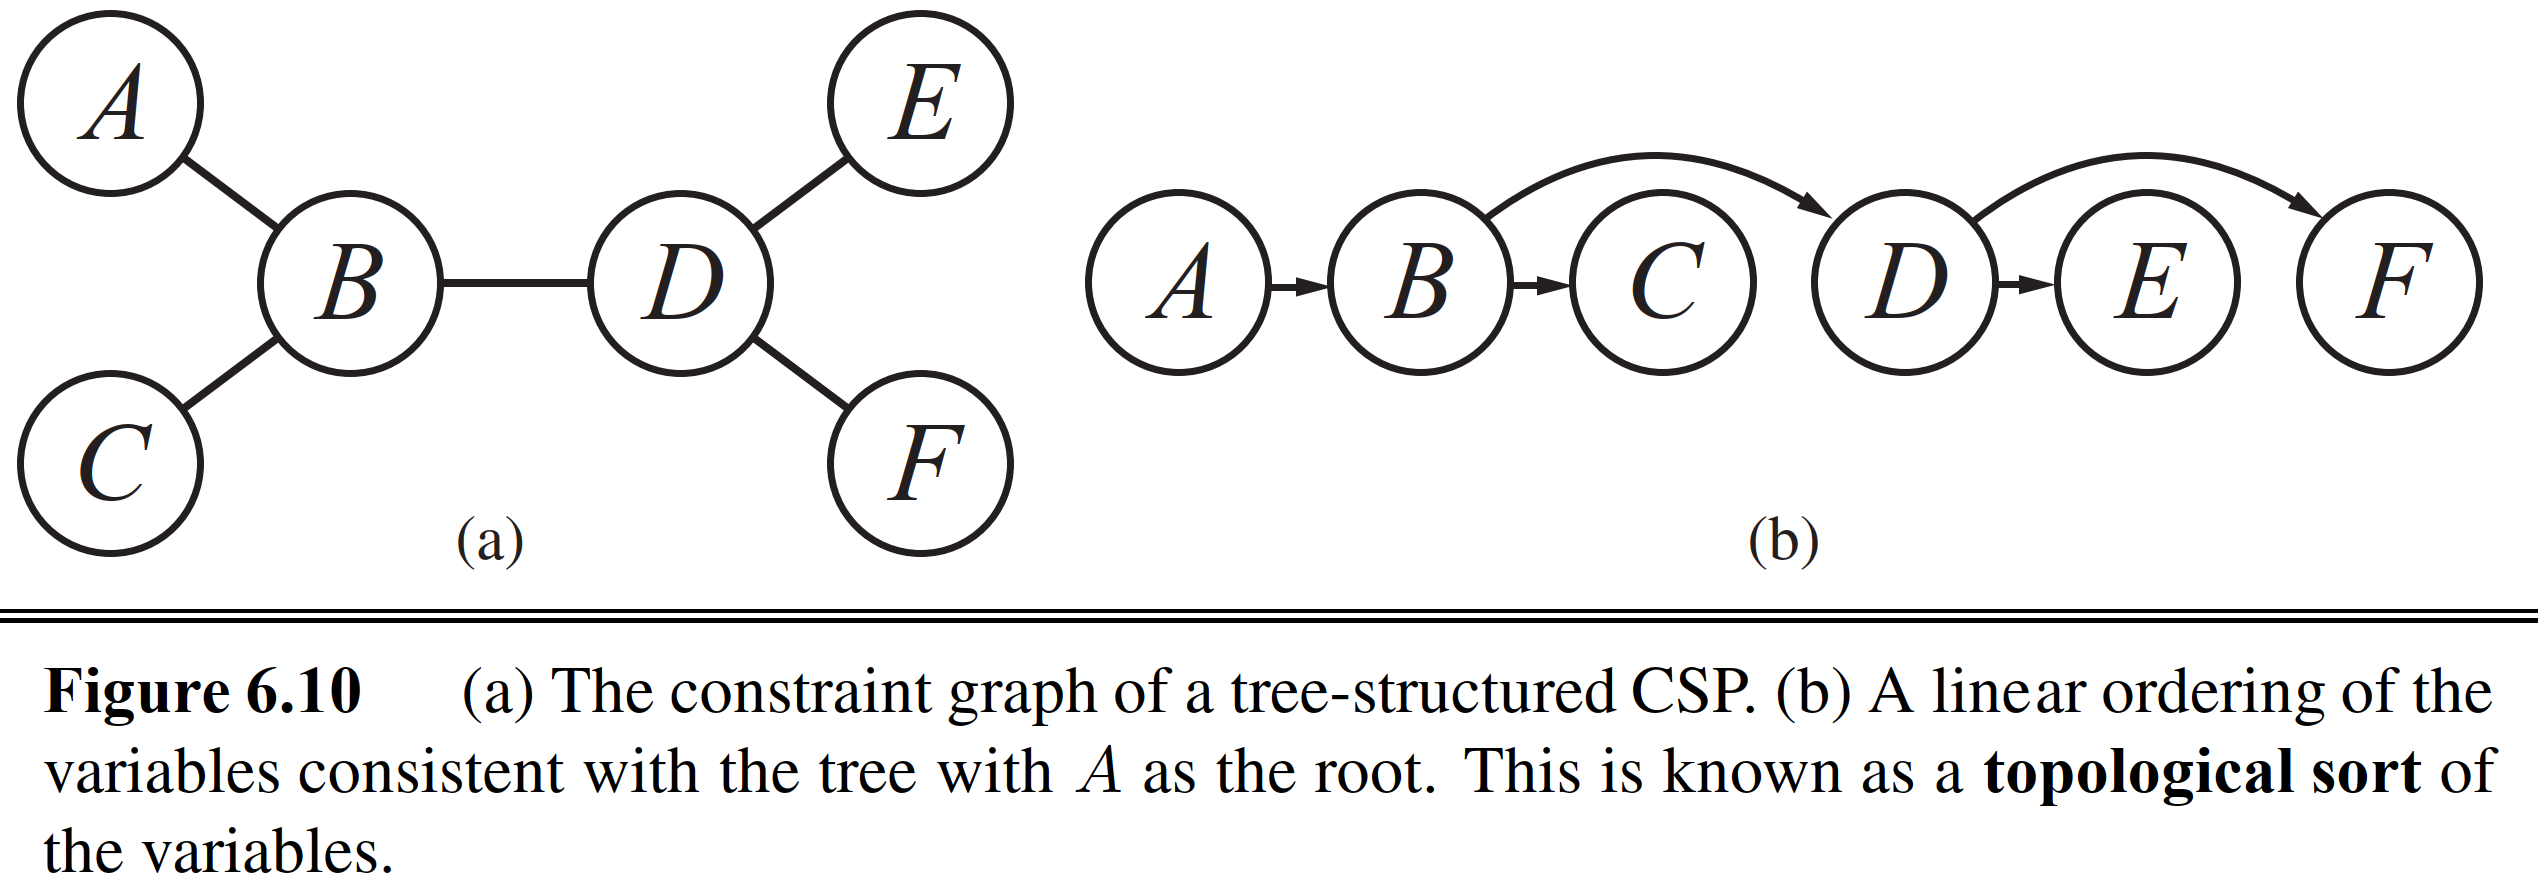 A
E
B
D
C
F
(a)
A
B
C
D
E
F
(b)
Figure 6.10 (a) The constraint graph of a tree-structured CSP. (b) A linear ordering of the
variables consistent with the tree with A as the root. This is known as a topological sort of
the variables.